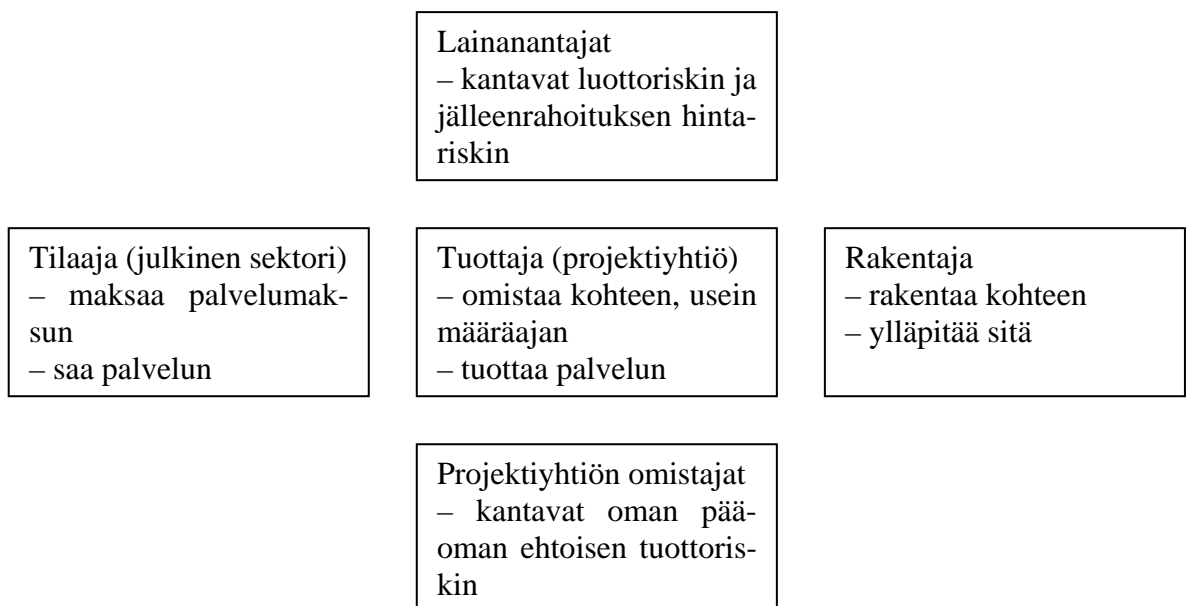 Lainanantajat
– kantavat luottoriskin ja
jälleenrahoituksen hinta-
riskin
Tilaaja (julkinen sektori)
– maksaa palvelumak-
sun
– saa palvelun
Tuottaja (projektiyhtiö)
– omistaa kohteen, usein
määräajan
– tuottaa palvelun
Rakentaja
– rakentaa kohteen
– ylläpitää sitä
Projektiyhtiön omistajat
– kantavat oman pää-
oman ehtoisen tuottoris-
kin